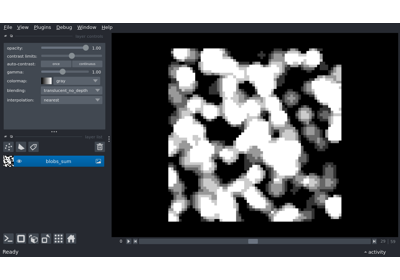 File View Plugins Debug Window Help
opacity: 1.00
contrast limits:
auto-contrast: once continuous
gamma: 1.00
colormap: gray
blending: translucent_no_depth
interpolation: nearest
blobs_sum
Ready
activity